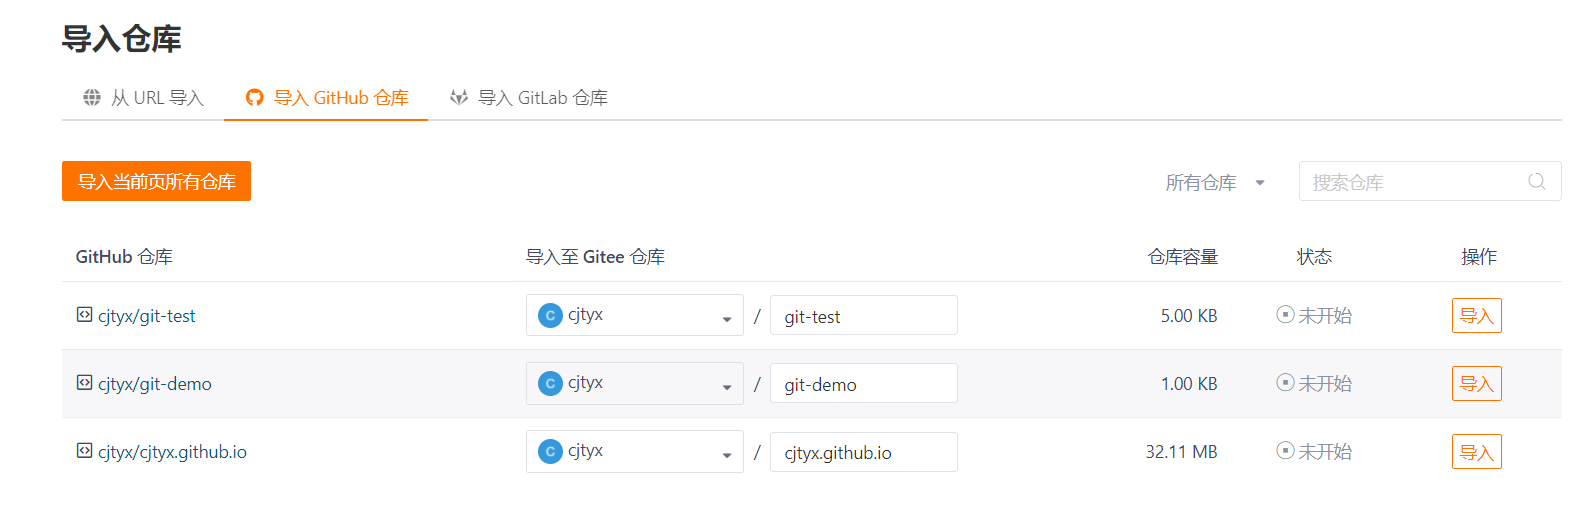 导入仓库
从 URL 导入 导入 GitHub 仓库 导入 GitLab 仓库
导入当前页所有仓库 所有仓库 搜索仓库
GitHub 仓库 导入至 Gitee 仓库 仓库容量 状态 操作
cjtyx/git-test C cjtyx / git-test 5.00 KB 未开始 导入
cjtyx/git-demo C cjtyx / git-demo 1.00 KB 未开始 导入
cjtyx/cjtyx.github.io C cjtyx / cjtyx.github.io 32.11 MB 未开始 导入